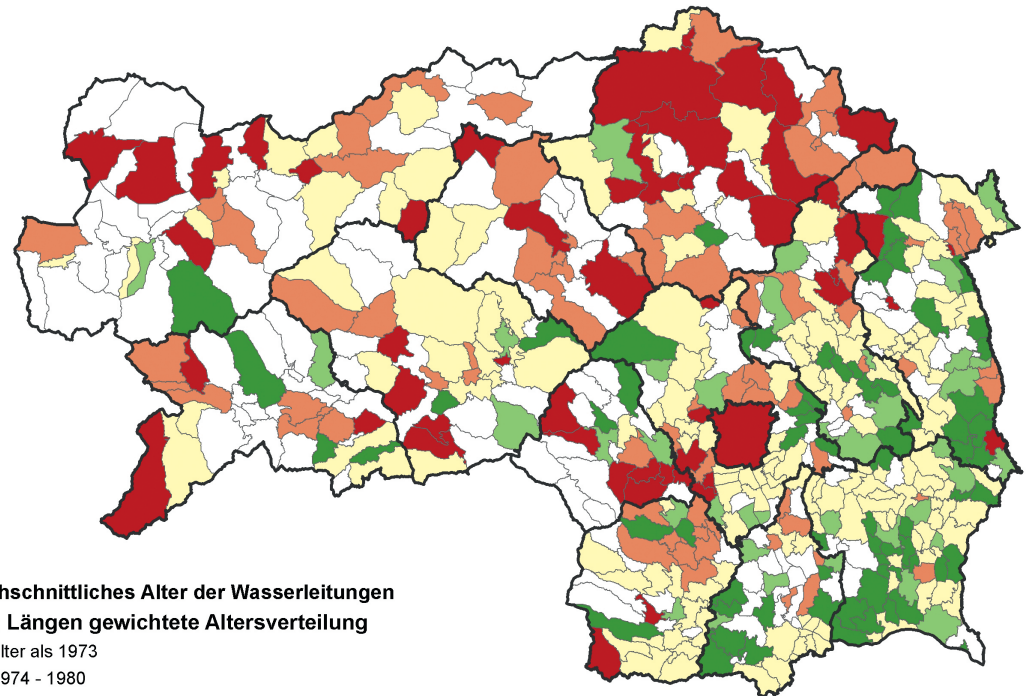 hschnittliches Alter der Wasserleitungen
Längen gewichtete Altersverteilung
lter als 1973
974 - 1980